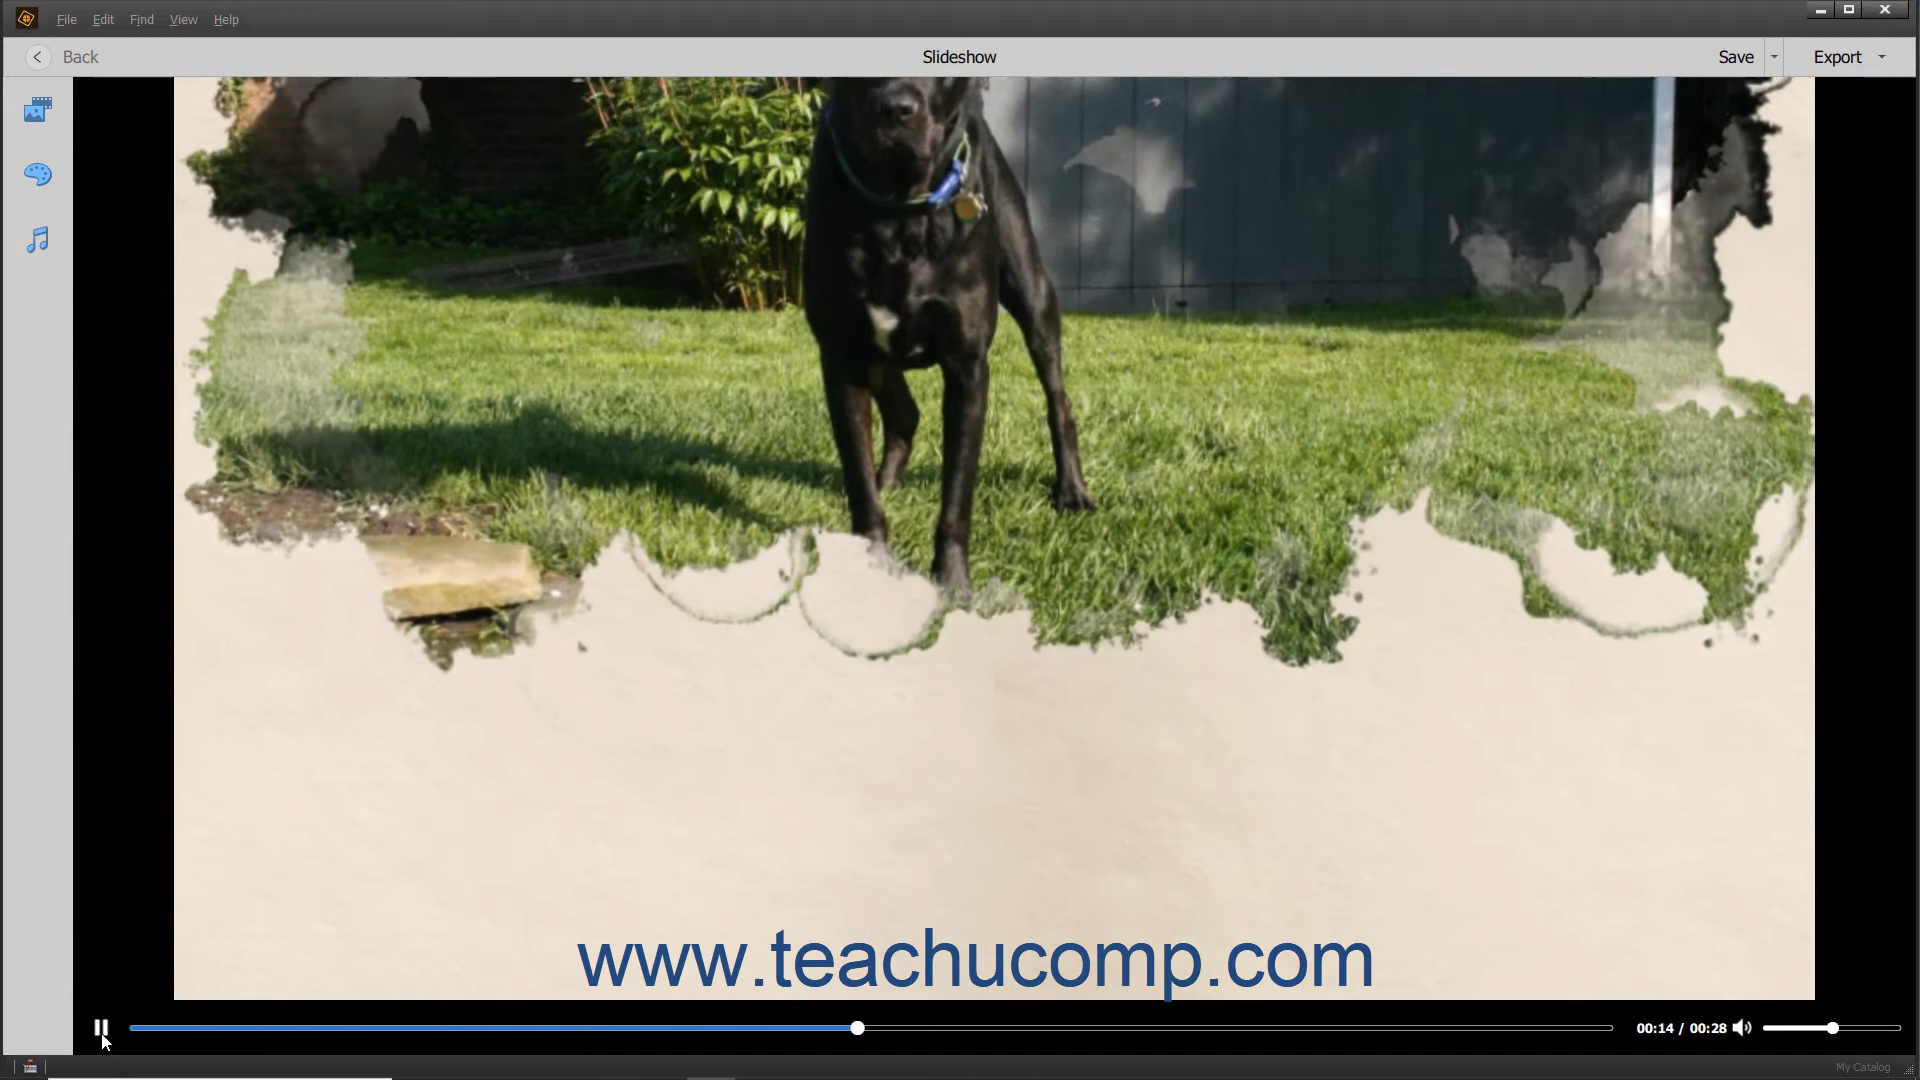 File Edit Find View Help
Back Slideshow Save Export
www.teachucomp.com
00:14 / 00:28
My Catalog